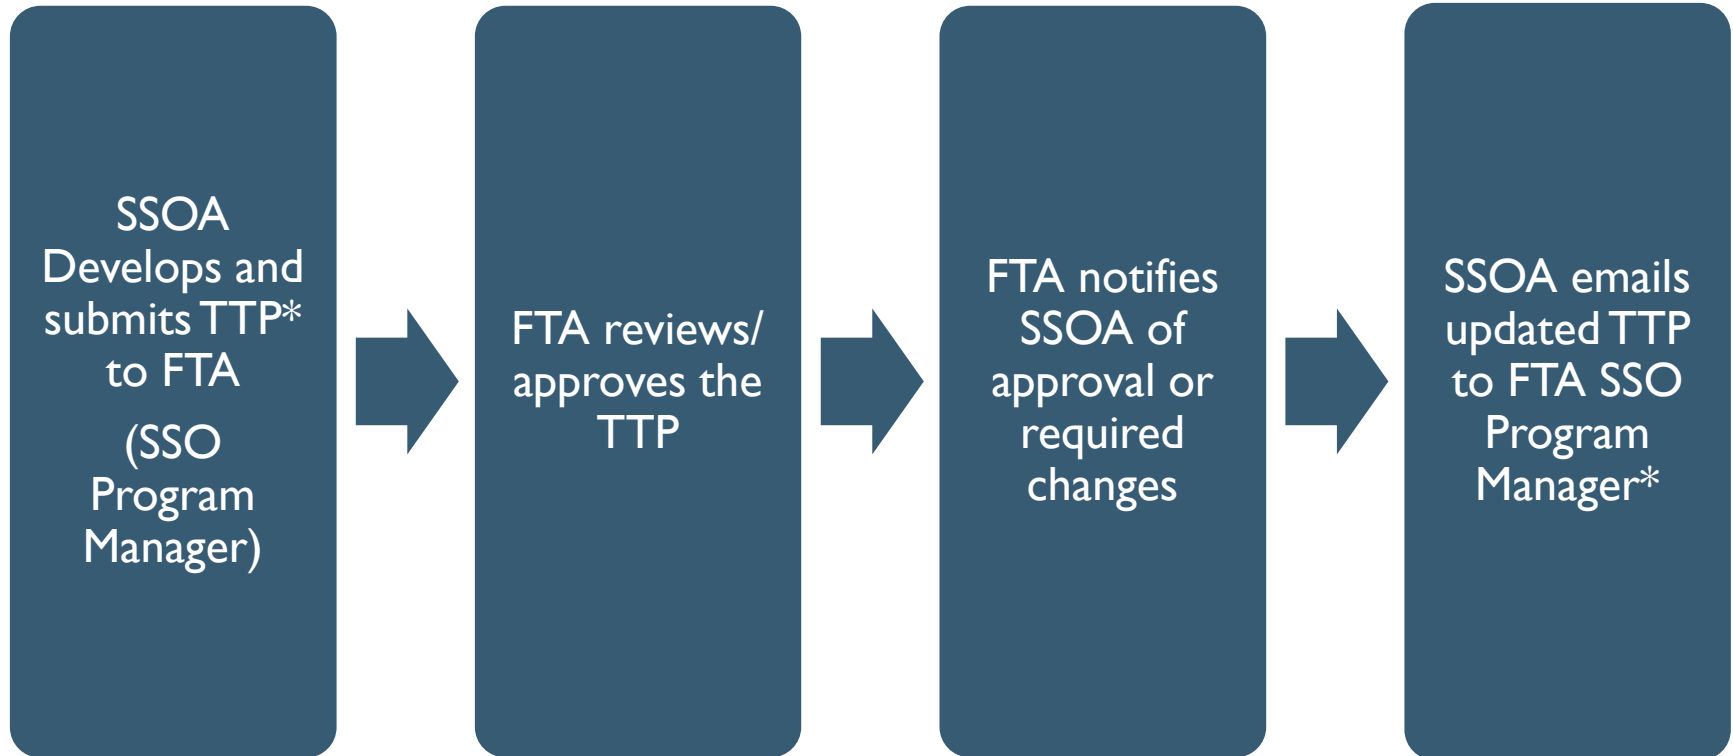 SSOA
Develops and
submits TTP*
to FTA
(SSO
Program
Manager)
FTA reviews/
approves the
TTP
FTA notifies
SSOA of
approval or
required
changes
SSOA emails
updated TTP
to FTA SSO
Program
Manager*